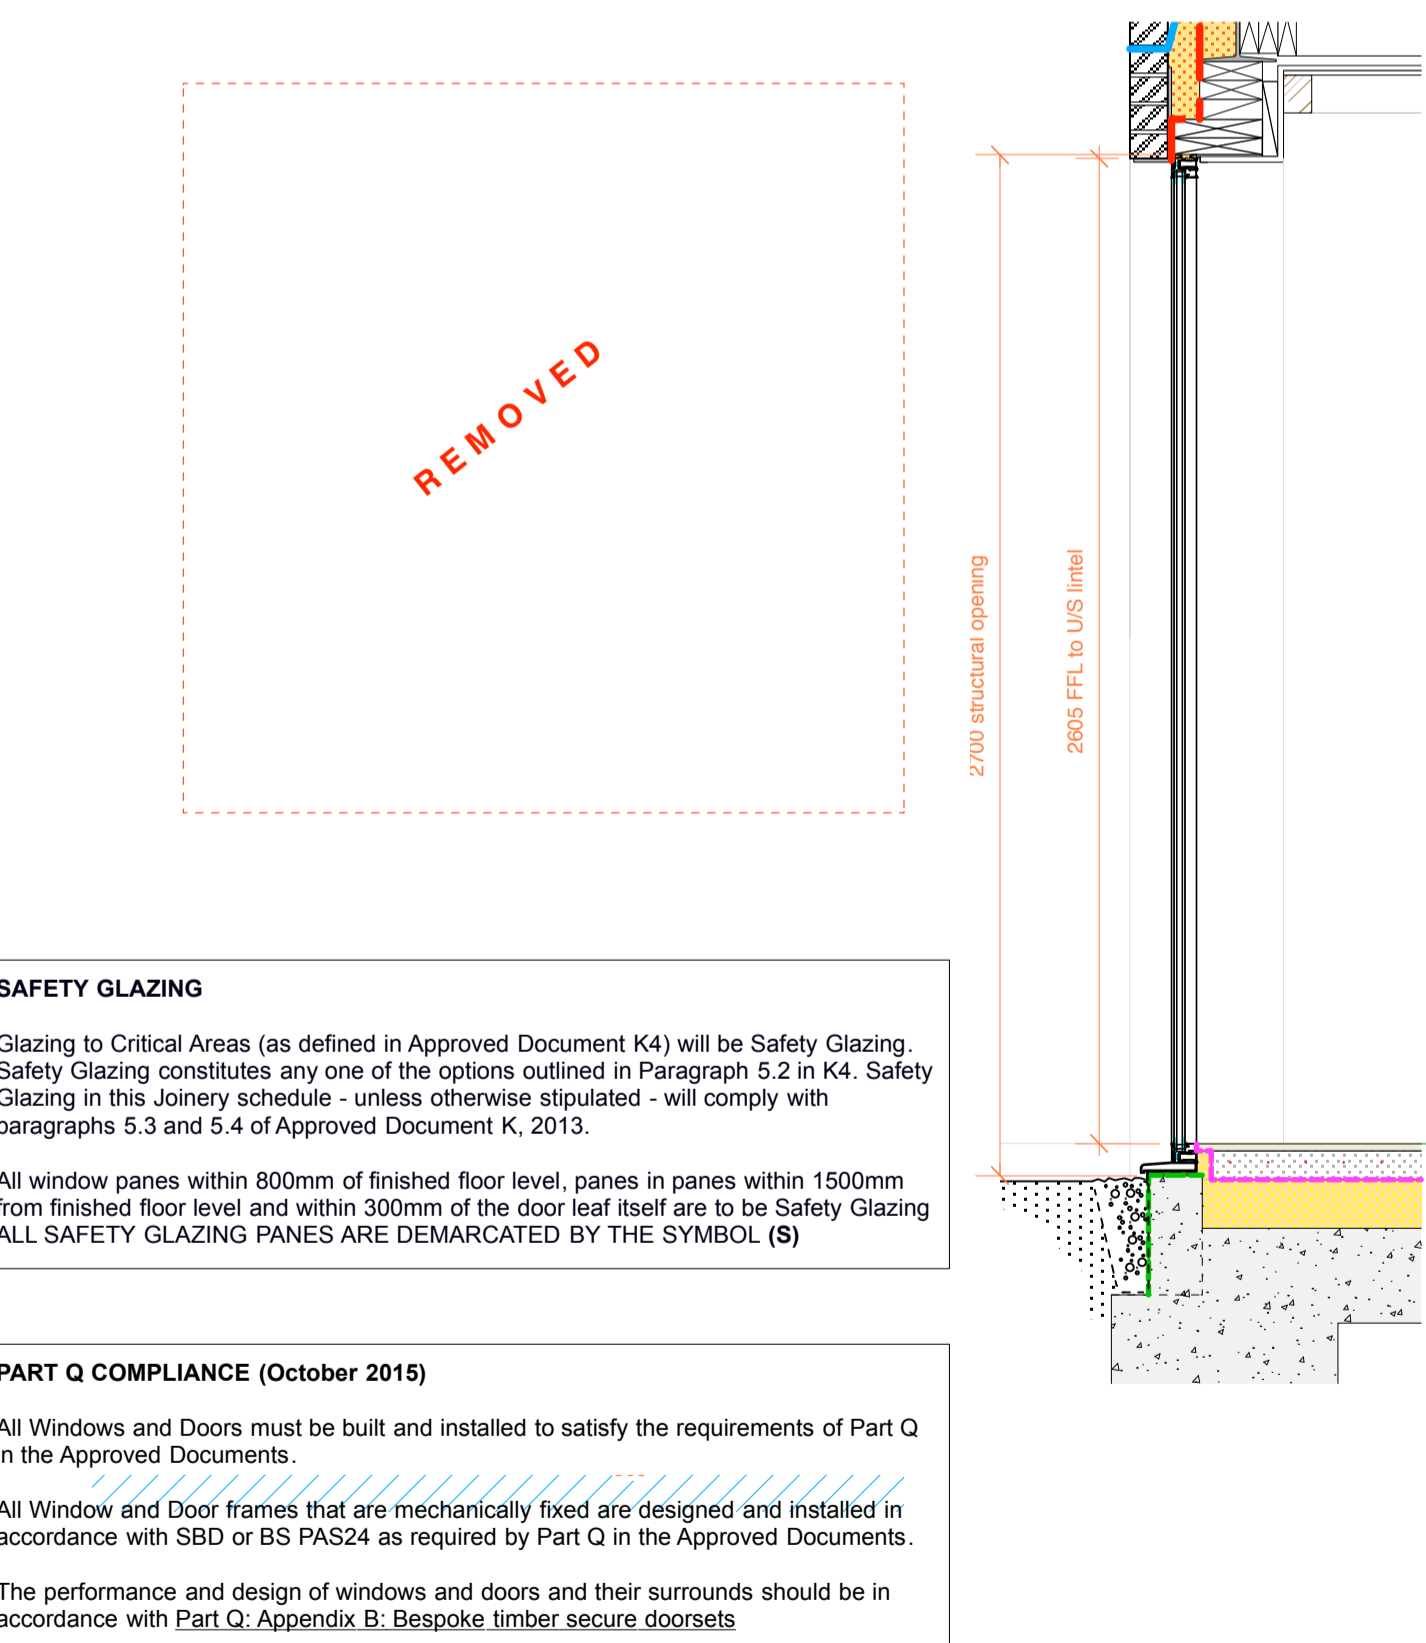 REMOVED
2700 structural opening
2605 FFL to U/S lintel
SAFETY GLAZING
Glazing to Critical Areas (as defined in Approved Document K4) will be Safety Glazing.
Safety Glazing constitutes any one of the options outlined in Paragraph 5.2 in K4. Safety
Glazing in this Joinery schedule - unless otherwise stipulated - will comply with
paragraphs 5.3 and 5.4 of Approved Document K, 2013.
All window panes within 800mm of finished floor level, panes in panes within 1500mm
from finished floor level and within 300mm of the door leaf itself are to be Safety Glazing
ALL SAFETY GLAZING PANES ARE DEMARCATED BY THE SYMBOL (S)
PART Q COMPLIANCE (October 2015)
All Windows and Doors must be built and installed to satisfy the requirements of Part Q
in the Approved Documents.
All Window and Door frames that are mechanically fixed are designed and installed in
accordance with SBD or BS PAS24 as required by Part Q in the Approved Documents.
The performance and design of windows and doors and their surrounds should be in
accordance with Part Q: Appendix B: Bespoke timber secure doorsets